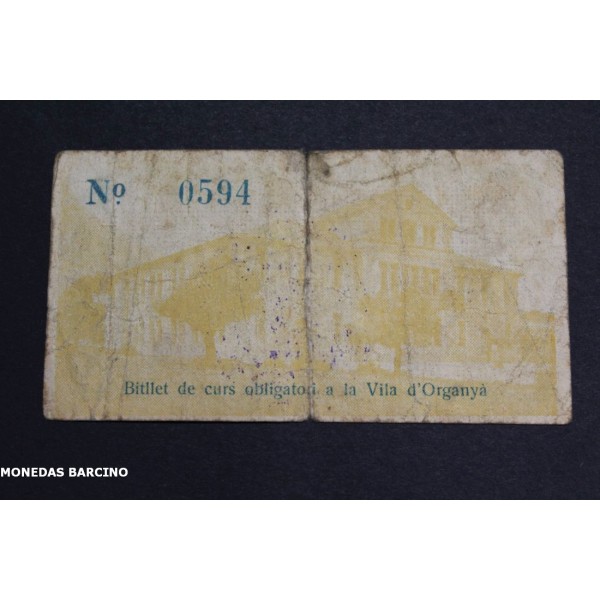 Nº 0594
Bitllet de curs obligatori a la Vila d'Organyà
MONEDAS BARCINO